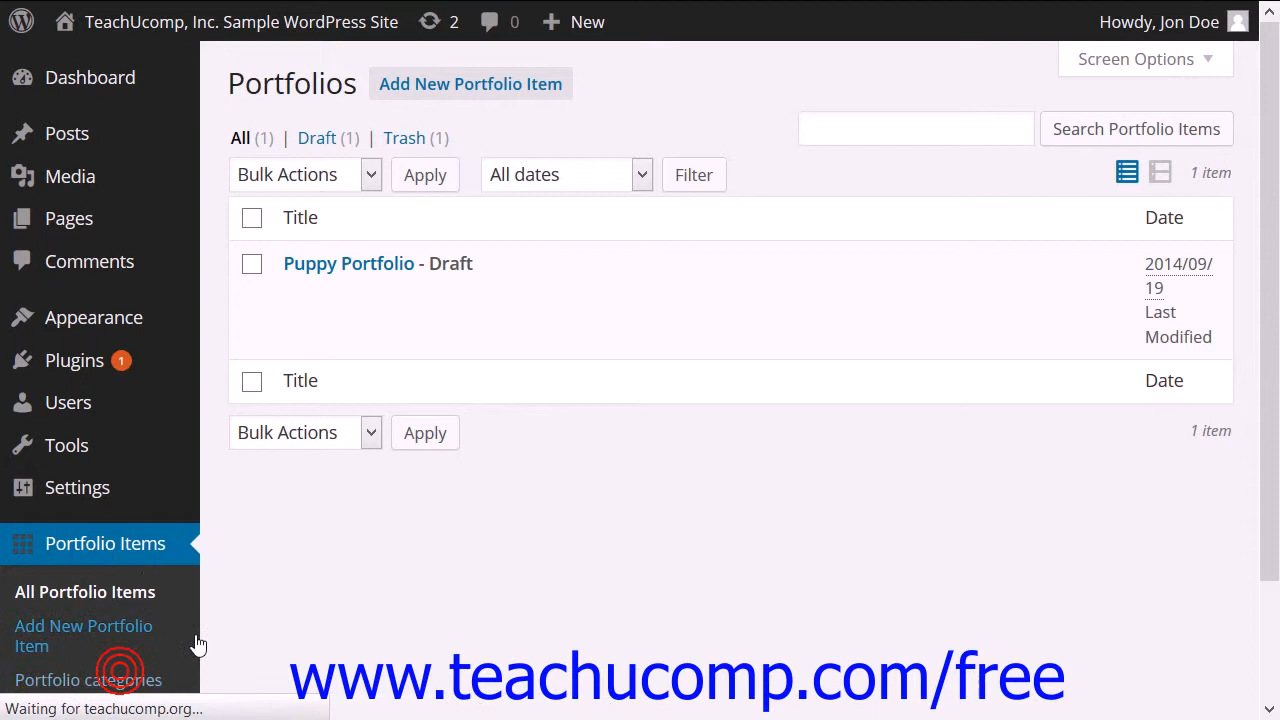 TeachUcomp, Inc. Sample WordPress Site 2 0 New Howdy, Jon Doe
Screen Options
Dashboard
Posts
Media
Pages
Comments
Appearance
Plugins 1
Users
Tools
Settings
Portfolio Items
All Portfolio Items
Add New Portfolio
Item
Portfolio categories
Portfolios Add New Portfolio Item
All (1) | Draft (1) | Trash (1)
Search Portfolio Items
Bulk Actions Apply All dates Filter 1 item
Title Date
Puppy Portfolio - Draft 2014/09/
19
Last
Modified
Title Date
Bulk Actions Apply 1 item
www.teachucomp.com/free
Waiting for teachucomp.org...